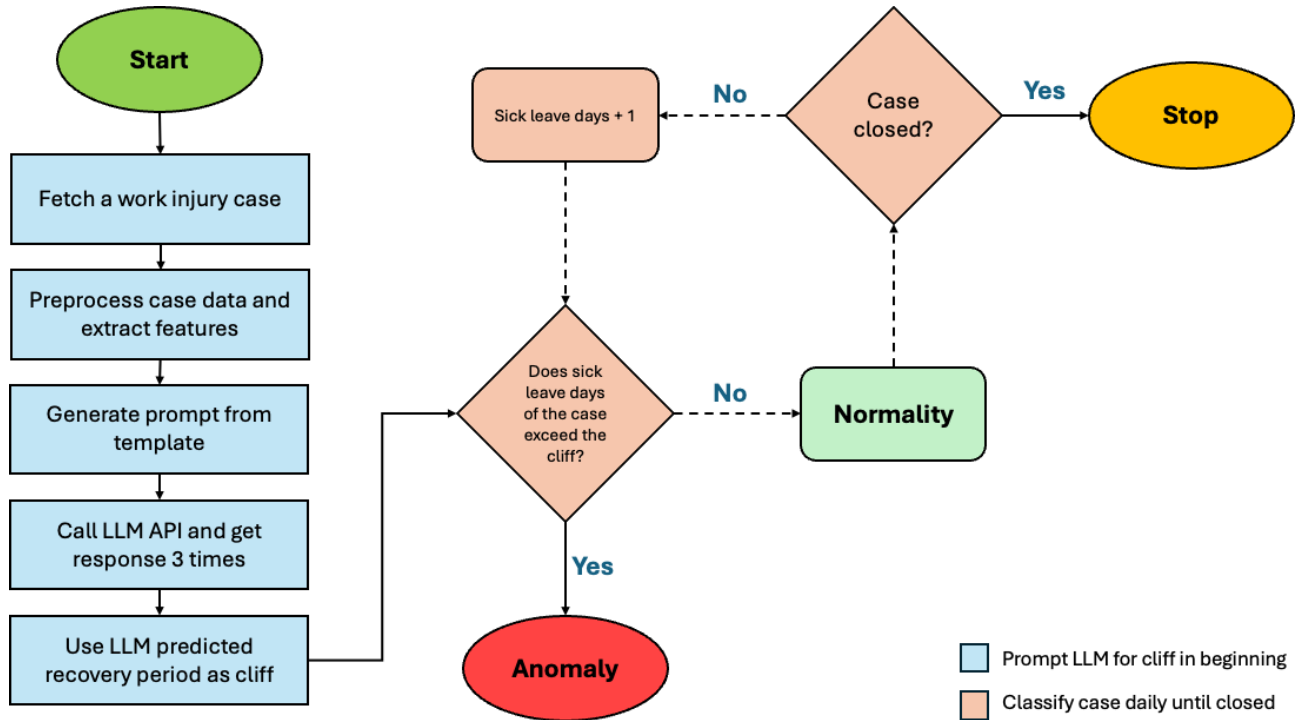 Start
Fetch a work injury case
Preprocess case data and
extract features
Generate prompt from
template
Call LLM API and get
response 3 times
Use LLM predicted
recovery period as cliff
Does sick
leave days
of the case
exceed the
cliff?
Yes
Anomaly
No
Normality
Case
closed?
No
Sick leave days + 1
Yes
Stop
Prompt LLM for cliff in beginning
Classify case daily until closed